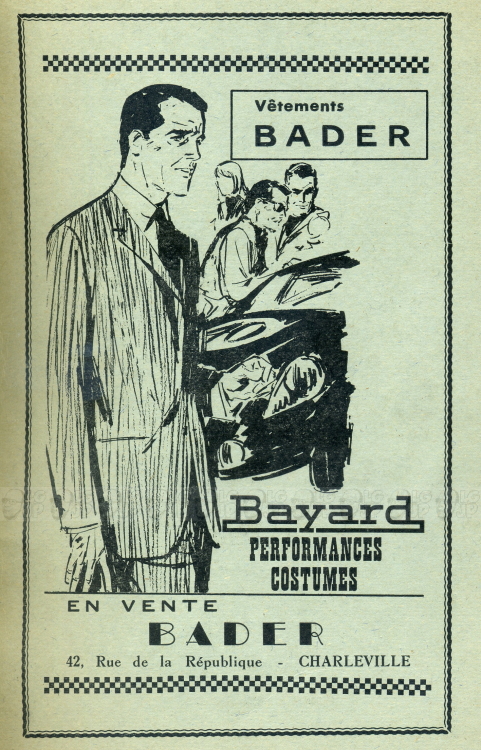 Vêtements
BADER
Bayard
PERFORMANCES
COSTUMES
EN VENTE
BADER
42, Rue de la République - CHARLEVILLE